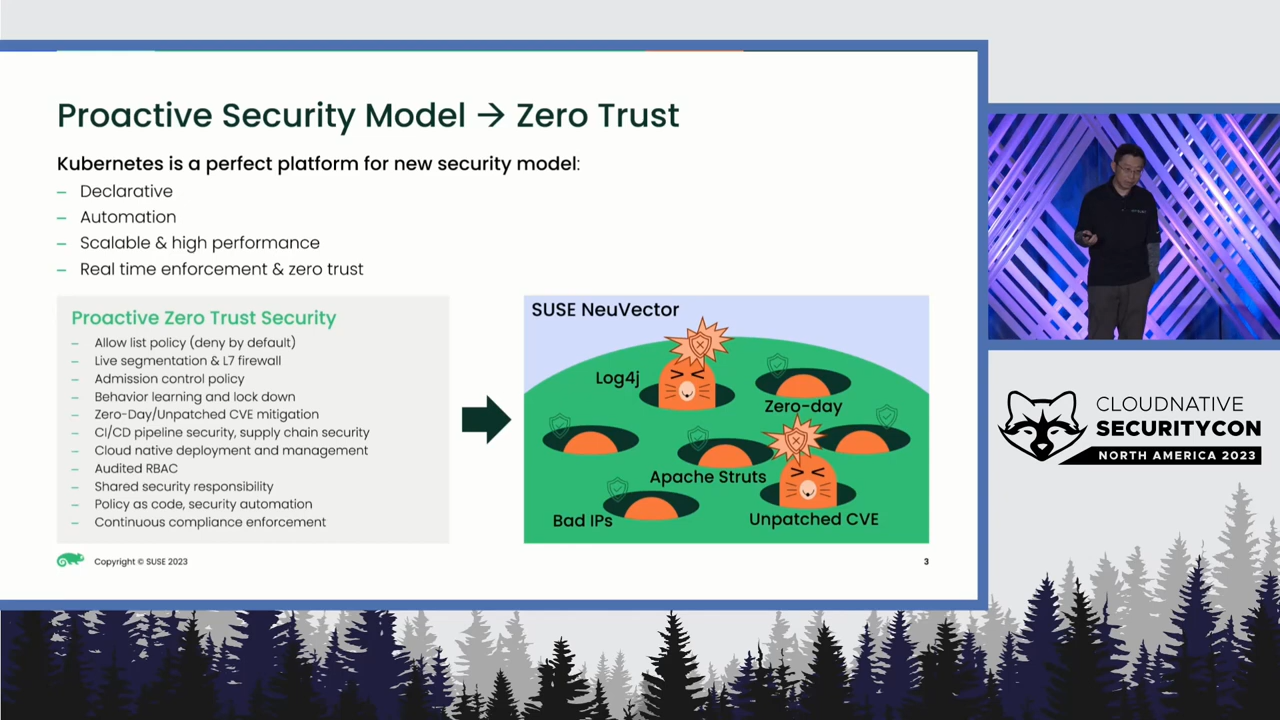 Proactive Security Model → Zero Trust
Kubernetes is a perfect platform for new security model:
– Declarative
– Automation
– Scalable & high performance
– Real time enforcement & zero trust
Proactive Zero Trust Security
– Allow list policy (deny by default)
– Live segmentation & L7 firewall
– Admission control policy
– Behavior learning and lock down
– Zero-Day/Unpatched CVE mitigation
– CI/CD pipeline security, supply chain security
– Cloud native deployment and management
– Audited RBAC
– Shared security responsibility
– Policy as code, security automation
– Continuous compliance enforcement
SUSE NeuVector
Log4j
Zero-day
Apache Struts
Bad IPs
Unpatched CVE
Copyright © SUSE 2023
3
CLOUDNATIVE
SECURITYCON
NORTH AMERICA 2023